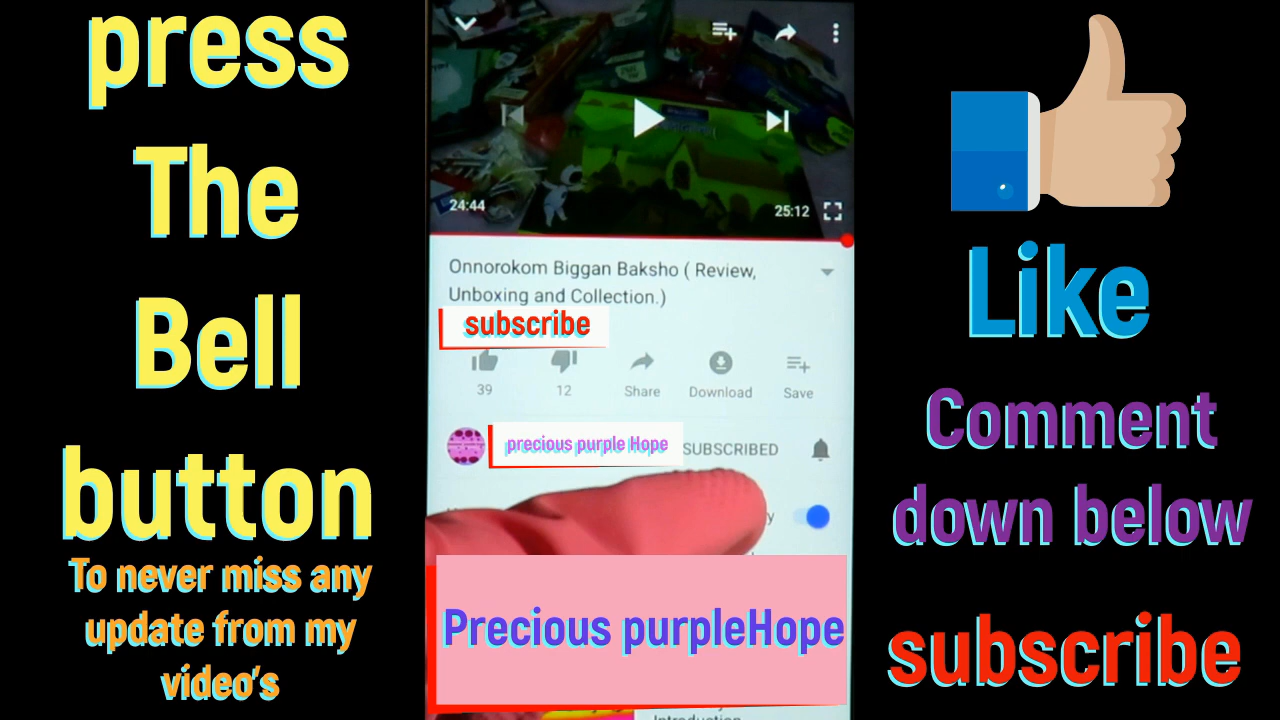 press
The
Bell
button
To never miss any
update from my
video's
24:44
25:12
Onnorokom Biggan Baksho ( Review,
Unboxing and Collection.)
subscribe
39
12
Share
Download
Save
precious purple Hope
SUBSCRIBED
Precious purpleHope
Like
Comment
down below
subscribe